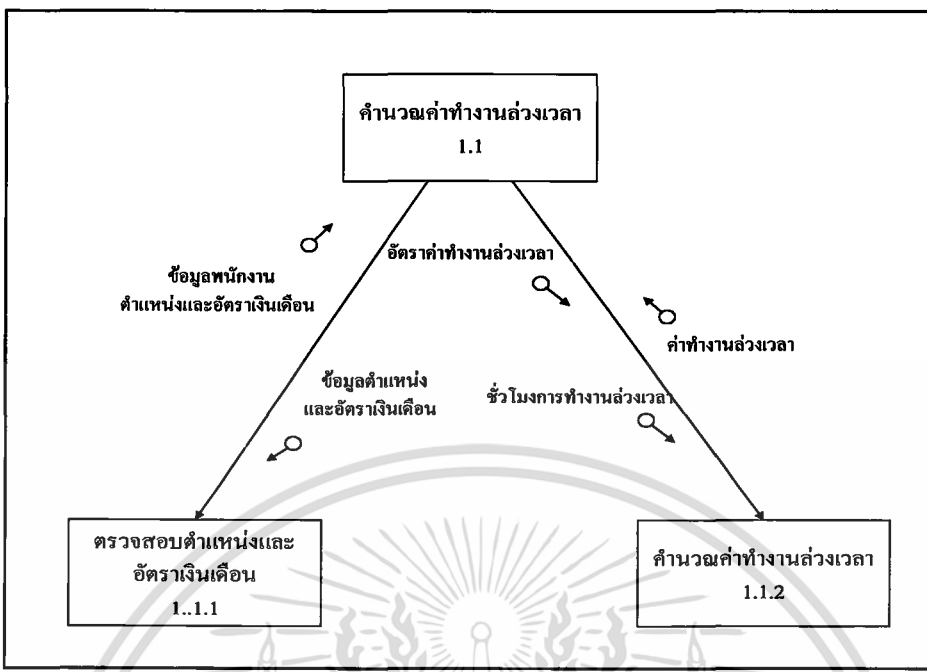 คำนวณค่าทำงานล่วงเวลา
1.1
อัตราค่าทำงานล่วงเวลา
ข้อมูลพนักงาน
ตำแหน่งและอัตราเงินเดือน
ค่าทำงานล่วงเวลา
ข้อมูลตำแหน่ง
และอัตราเงินเดือน
ชั่วโมงการทำงานล่วงเวลา
ตรวจสอบตำแหน่งและ
อัตราเงินเดือน
1..1.1
คำนวณค่าทำงานล่วงเวลา
1.1.2